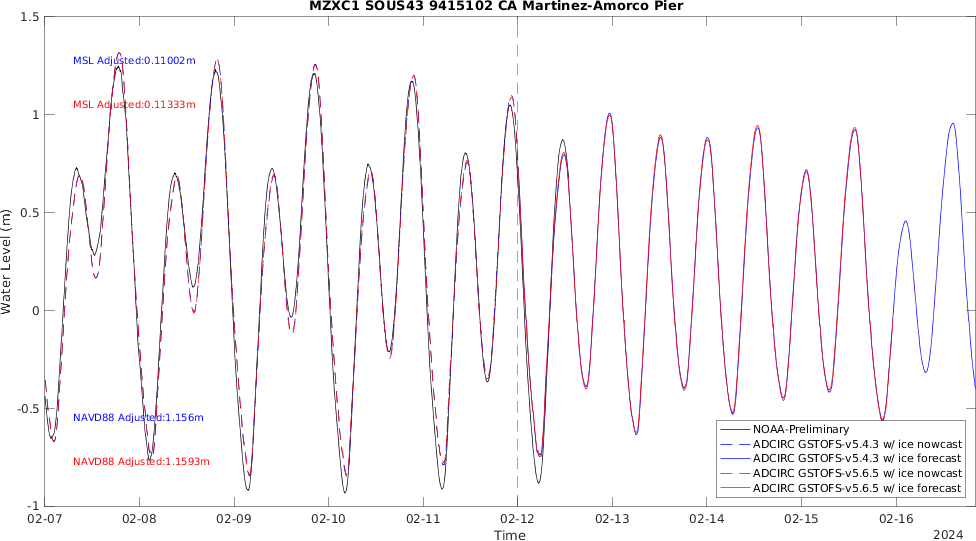 MZXC1 SOUS43 9415102 CA Martinez-Amorco Pier
1.5
MSL Adjusted:0.11002m
MSL Adjusted:0.11333m
1
0.5
Water Level (m)
0
-0.5
NAVD88 Adjusted:1.156m
NAVD88 Adjusted:1.1593m
-1
NOAA-Preliminary
ADCIRC GSTOFS-v5.4.3 w/ ice nowcast
ADCIRC GSTOFS-v5.4.3 w/ ice forecast
ADCIRC GSTOFS-v5.6.5 w/ ice nowcast
ADCIRC GSTOFS-v5.6.5 w/ ice forecast
02-07 02-08 02-09 02-10 02-11 02-12 02-13 02-14 02-15 02-16
Time
2024